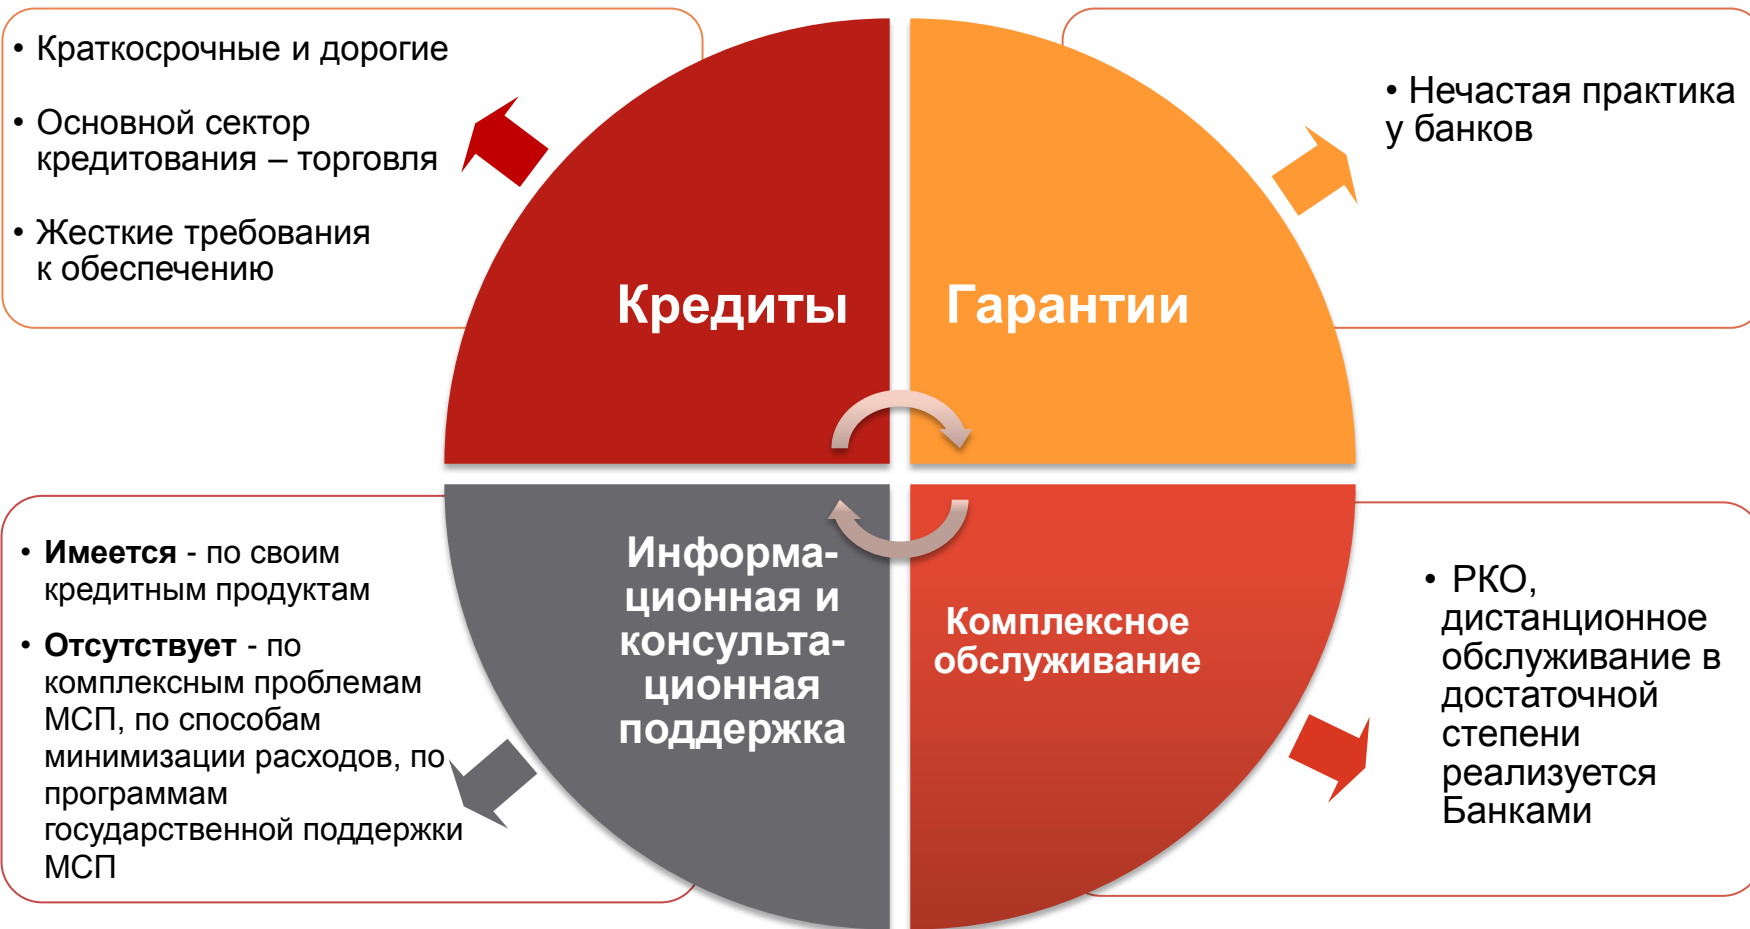 • Краткосрочные и дорогие
• Основной сектор
кредитования – торговля
• Жесткие требования
к обеспечению
Кредиты
Гарантии
• Нечастая практика
у банков
• Имеется - по своим
кредитным продуктам
• Отсутствует - по
комплексным проблемам
МСП, по способам
минимизации расходов, по
программам
государственной поддержки
МСП
Информа-
ционная и
консульта-
ционная
поддержка
Комплексное
обслуживание
• РКО,
дистанционное
обслуживание в
достаточной
степени
реализуется
Банками